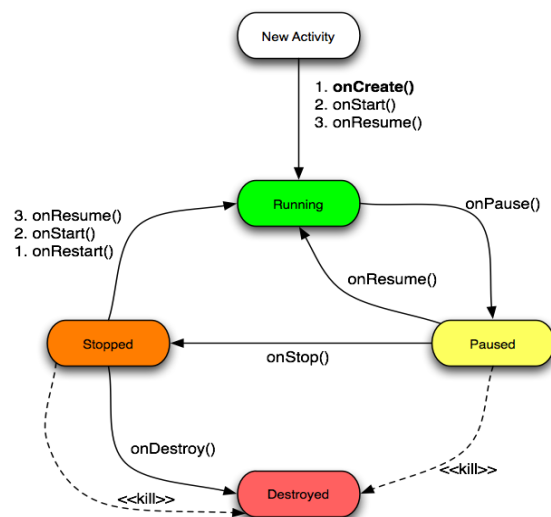 New Activity
1. onCreate()
2. onStart()
3. onResume()
Running
3. onResume()
2. onStart()
1. onRestart()
onPause()
onResume()
Stopped
onStop()
Paused
onDestroy()
<<kill>>
<<kill>>
Destroyed